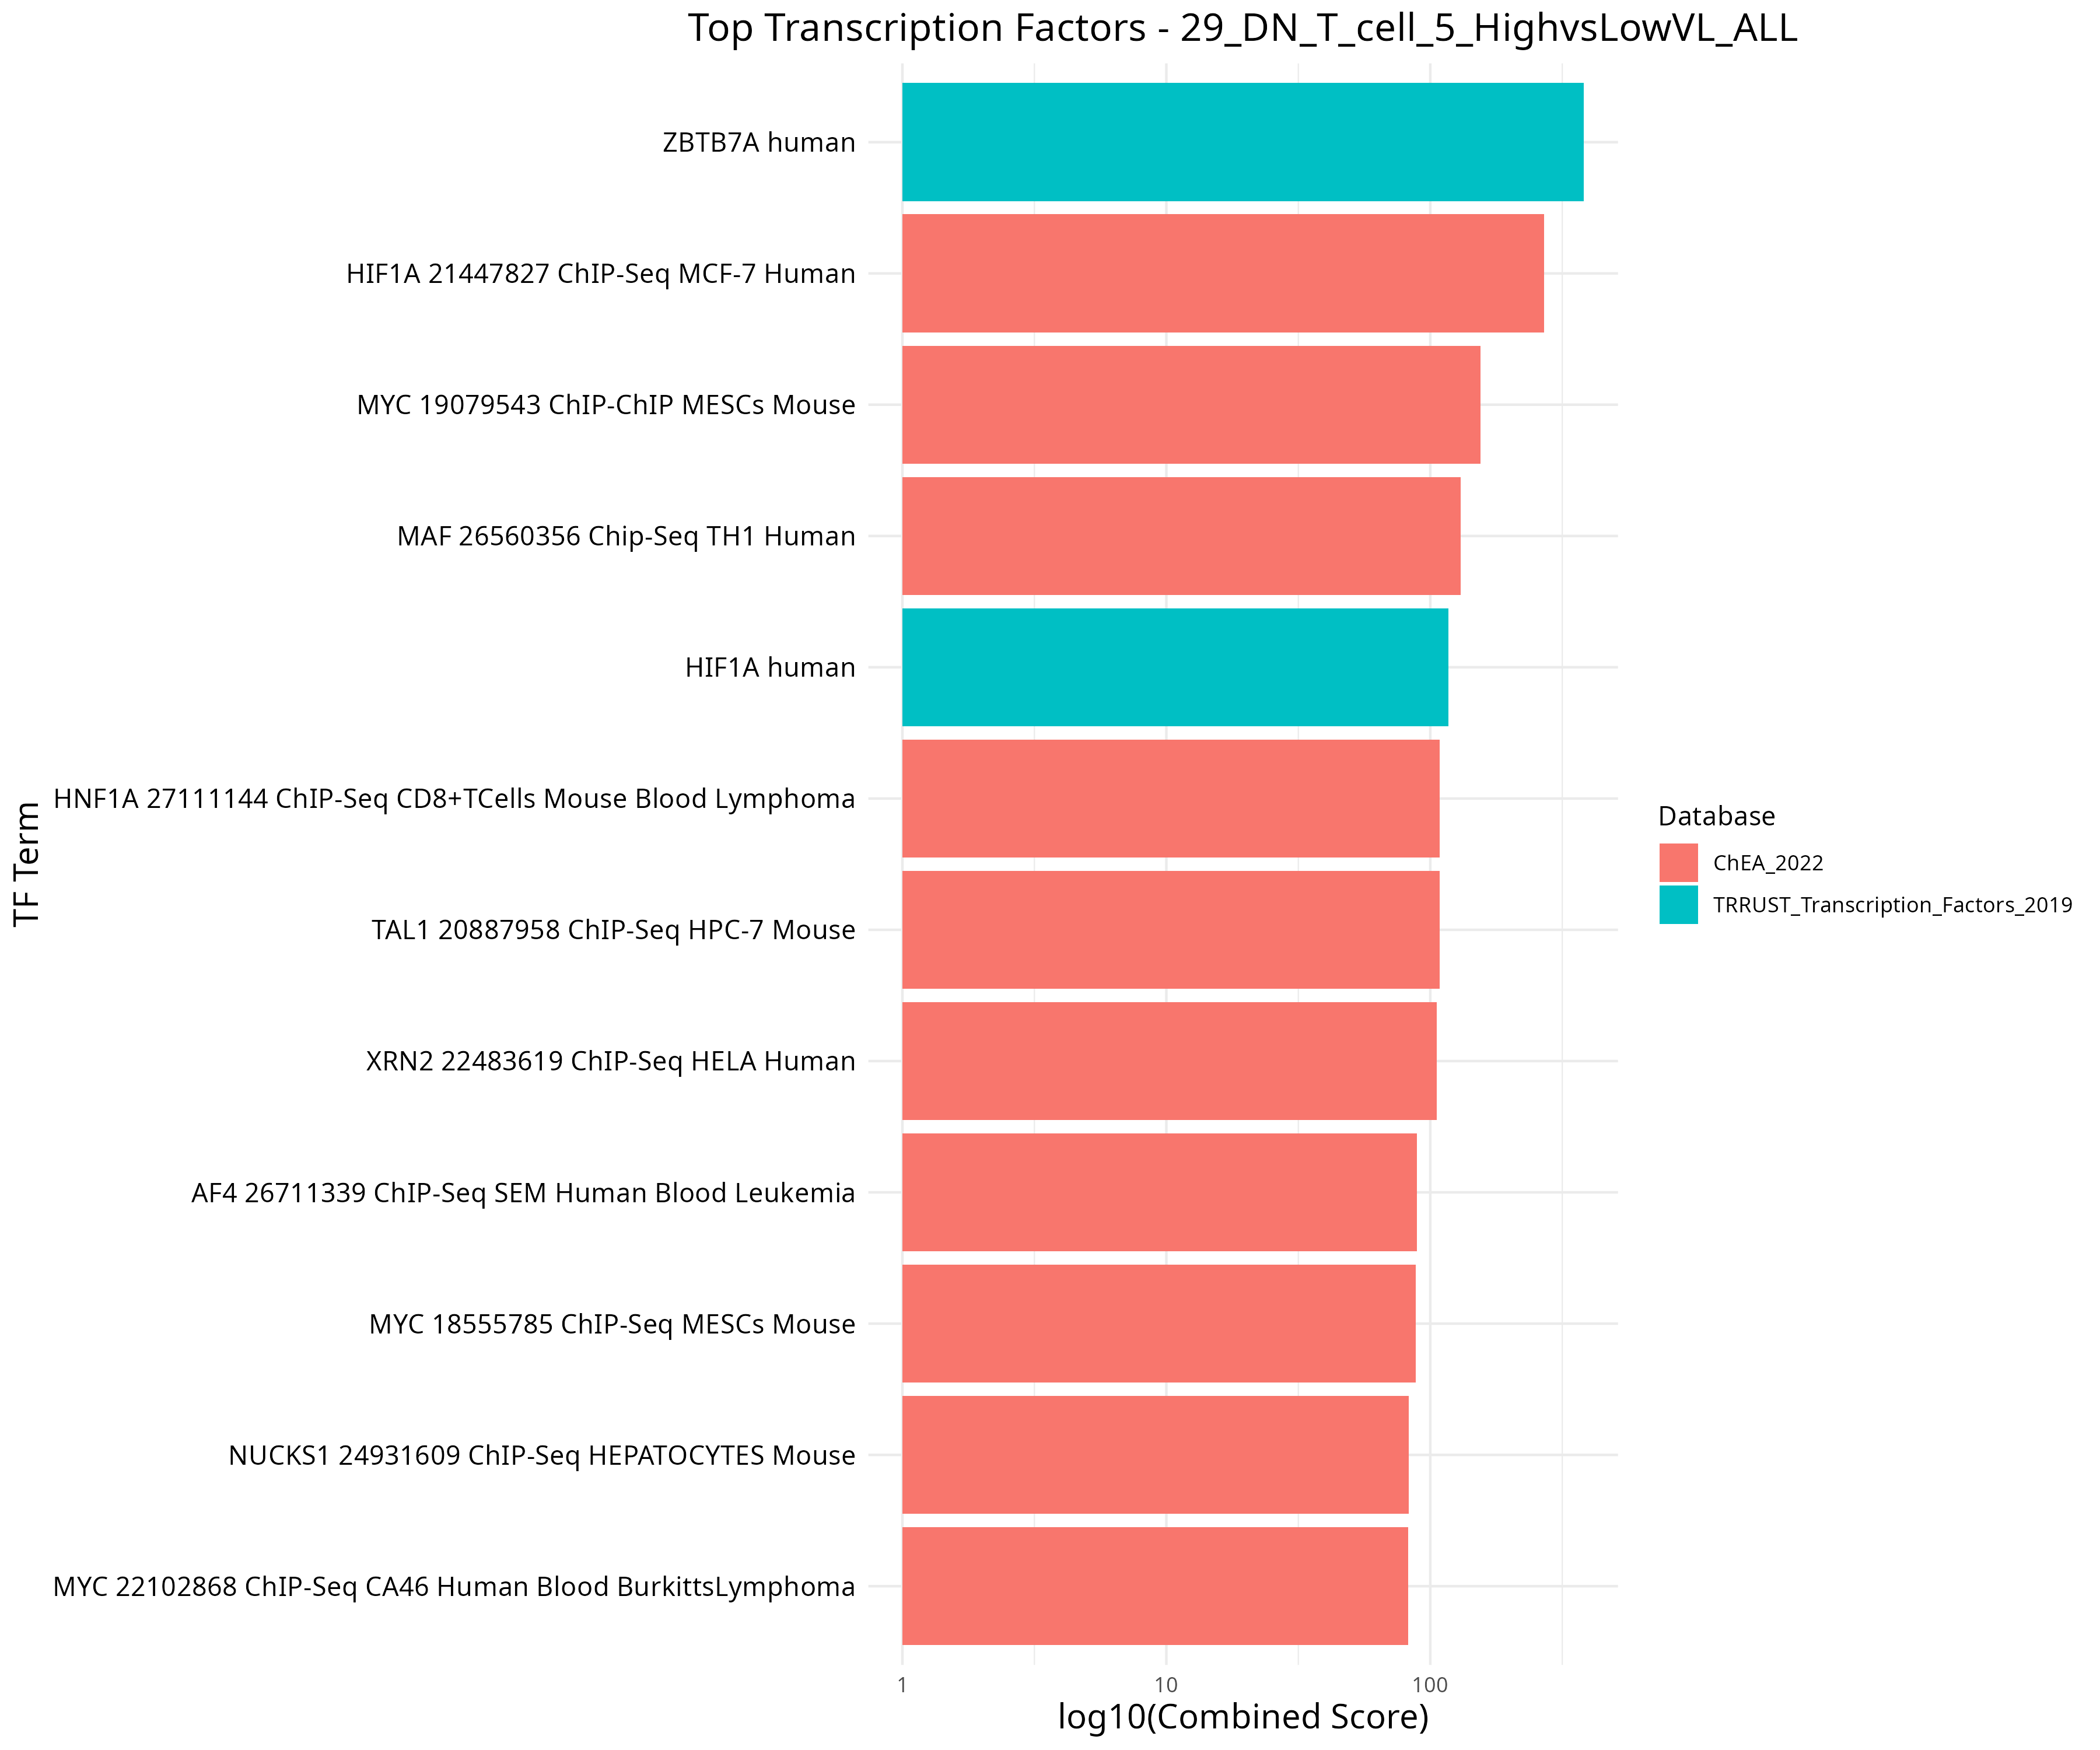 Top Transcription Factors - 29_DN_T_cell_5_HighvsLowVL_ALL
TF Term
ZBTB7A human
HIF1A 21447827 ChIP-Seq MCF-7 Human
MYC 19079543 ChIP-ChIP MESCs Mouse
MAF 26560356 Chip-Seq TH1 Human
HIF1A human
HNF1A 27111144 ChIP-Seq CD8+TCells Mouse Blood Lymphoma
TAL1 20887958 ChIP-Seq HPC-7 Mouse
XRN2 22483619 ChIP-Seq HELA Human
AF4 26711339 ChIP-Seq SEM Human Blood Leukemia
MYC 18555785 ChIP-Seq MESCs Mouse
NUCKS1 24931609 ChIP-Seq HEPATOCYTES Mouse
MYC 22102868 ChIP-Seq CA46 Human Blood BurkittsLymphoma
1 10 100
log10(Combined Score)
Database
ChEA_2022
TRRUST_Transcription_Factors_2019